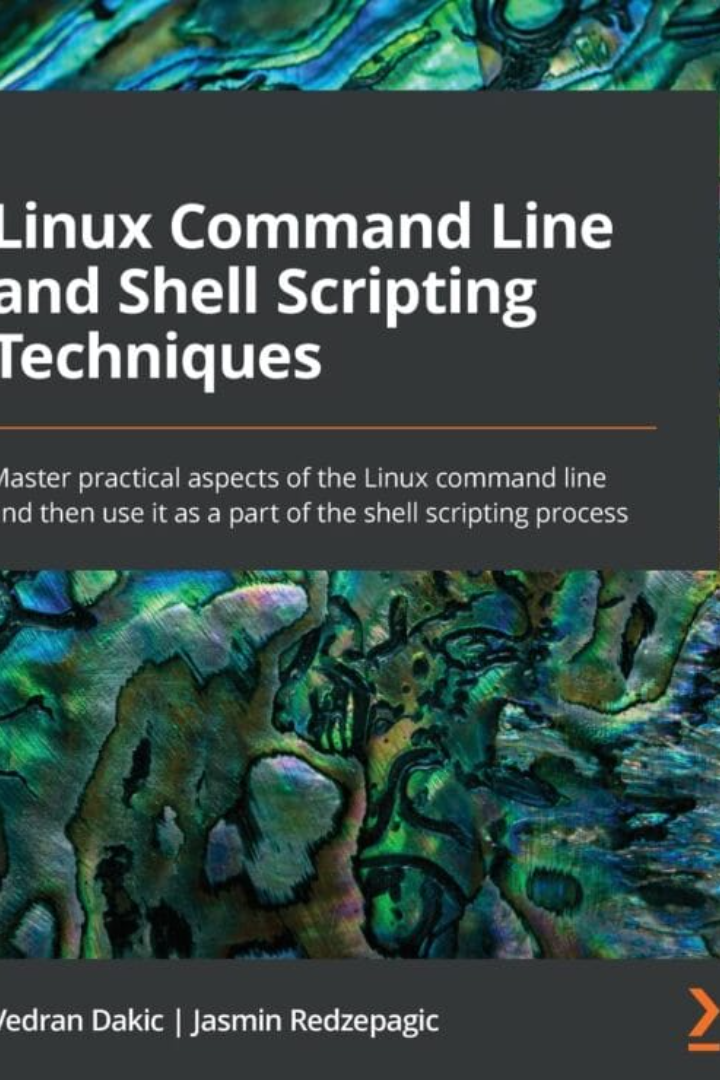 Linux Command Line
and Shell Scripting
Techniques
Master practical aspects of the Linux command line
and then use it as a part of the shell scripting process
Vedran Dakic | Jasmin Redzepagic